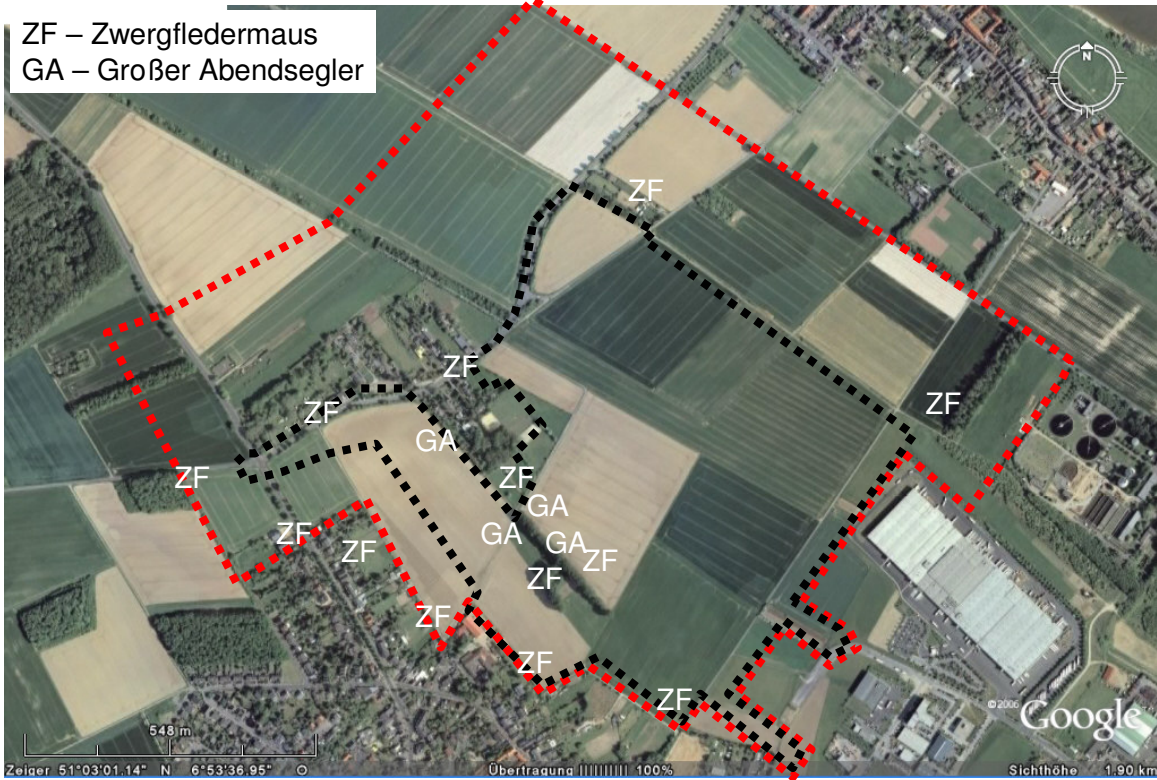 ZF – Zwergfledermaus
GA – Großer Abendsegler
N
ZF
ZF
ZF
ZF
GA
ZF
ZF
GA
ZF
GA
ZF
GA
ZF
ZF
ZF
ZF
ZF
© 2006 Google
548 m
Zeiger 51°03'01.14" N 6°53'36.95" O Übertragung |||||||||| 100% Sichthöhe 1.90 km